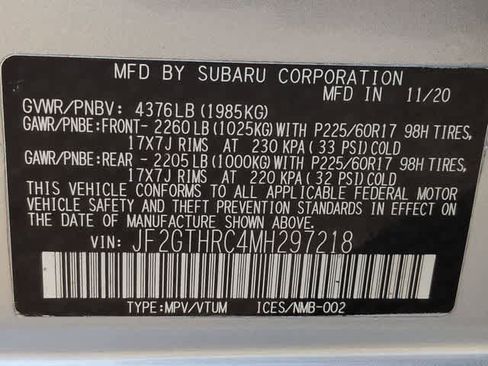 MFD BY SUBARU CORPORATION
MFD IN 11/20
GVWR/PNBV: 4376LB (1985KG)
GAWR/PNBE:FRONT- 2260 LB (1025KG) WITH P225/60R17 98H TIRES,
17X7J RIMS AT 230 KPA (33 PSI) COLD
GAWR/PNBE:REAR - 2205 LB (1000KG) WITH P225/60R17 98H TIRES,
17X7J RIMS AT 220 KPA (32 PSI) COLD
THIS VEHICLE CONFORMS TO ALL APPLICABLE FEDERAL MOTOR
VEHICLE SAFETY AND THEFT PREVENTION STANDARDS IN EFFECT ON
THE DATE OF MANUFACTURE SHOWN ABOVE.
VIN: JF2GTHRC4MH297218
TYPE:MPV/VTUM ICES/NMB-002